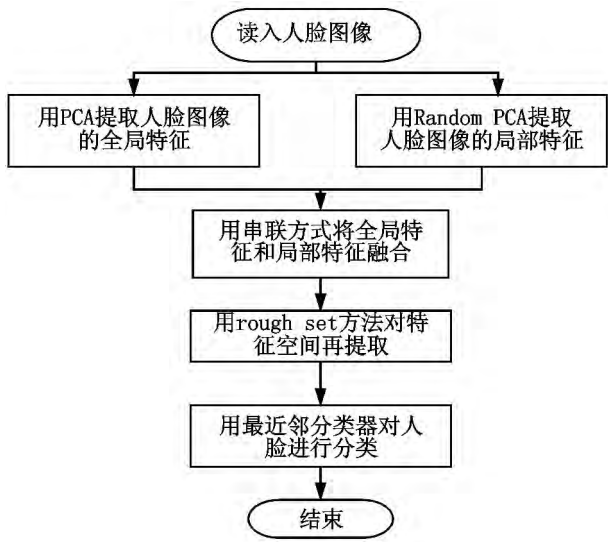 读入人脸图像
用PCA提取人脸图像
的全局特征
用Random PCA提取
人脸图像的局部特征
用串联方式将全局特
征和局部特征融合
用rough set方法对特
征空间再提取
用最近邻分类器对人
脸进行分类
结束